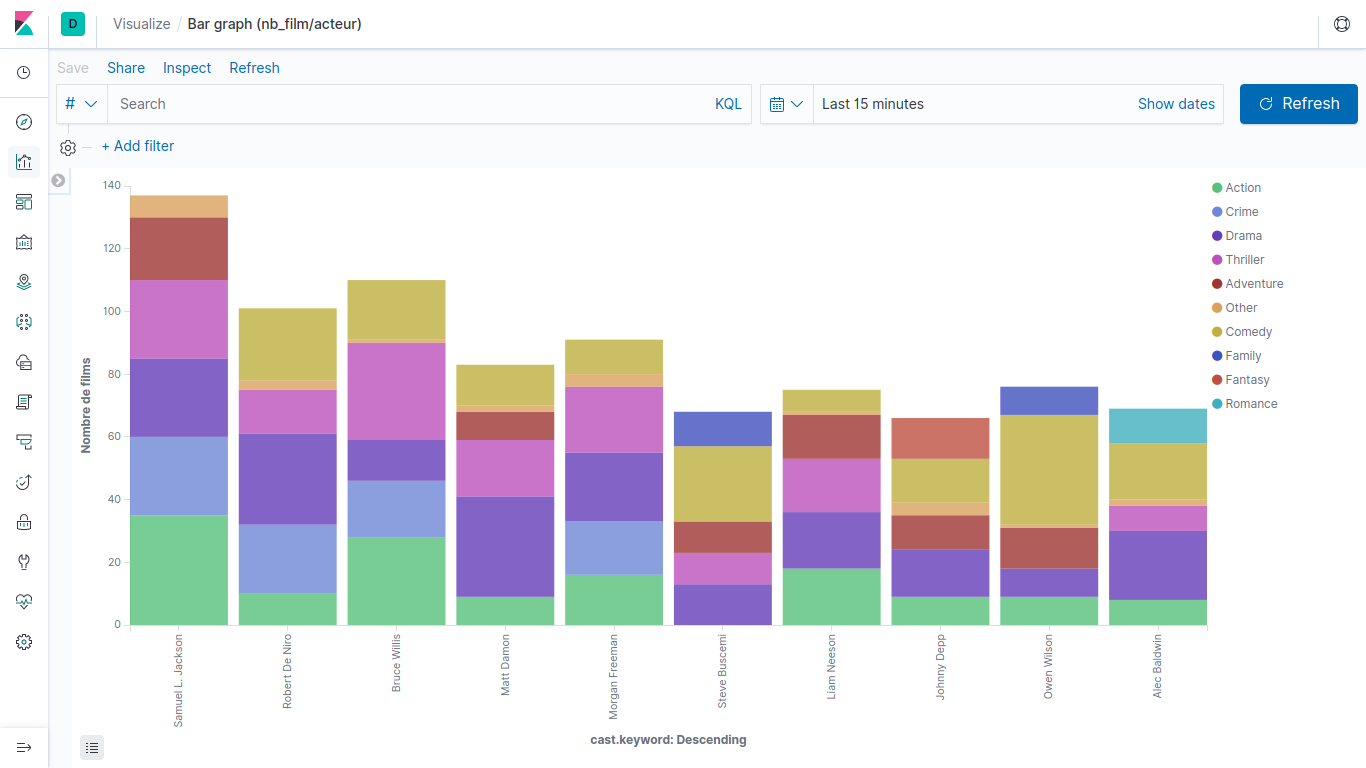 D Visualize / Bar graph (nb_film/acteur)
Save Share Inspect Refresh
# Search KQL Last 15 minutes Show dates Refresh
+ Add filter
Nombre de films
140
120
100
80
60
40
20
0
Samuel L. Jackson
Robert De Niro
Bruce Willis
Matt Damon
Morgan Freeman
Steve Buscemi
Liam Neeson
Johnny Depp
Owen Wilson
Alec Baldwin
cast.keyword: Descending
Action
Crime
Drama
Thriller
Adventure
Other
Comedy
Family
Fantasy
Romance